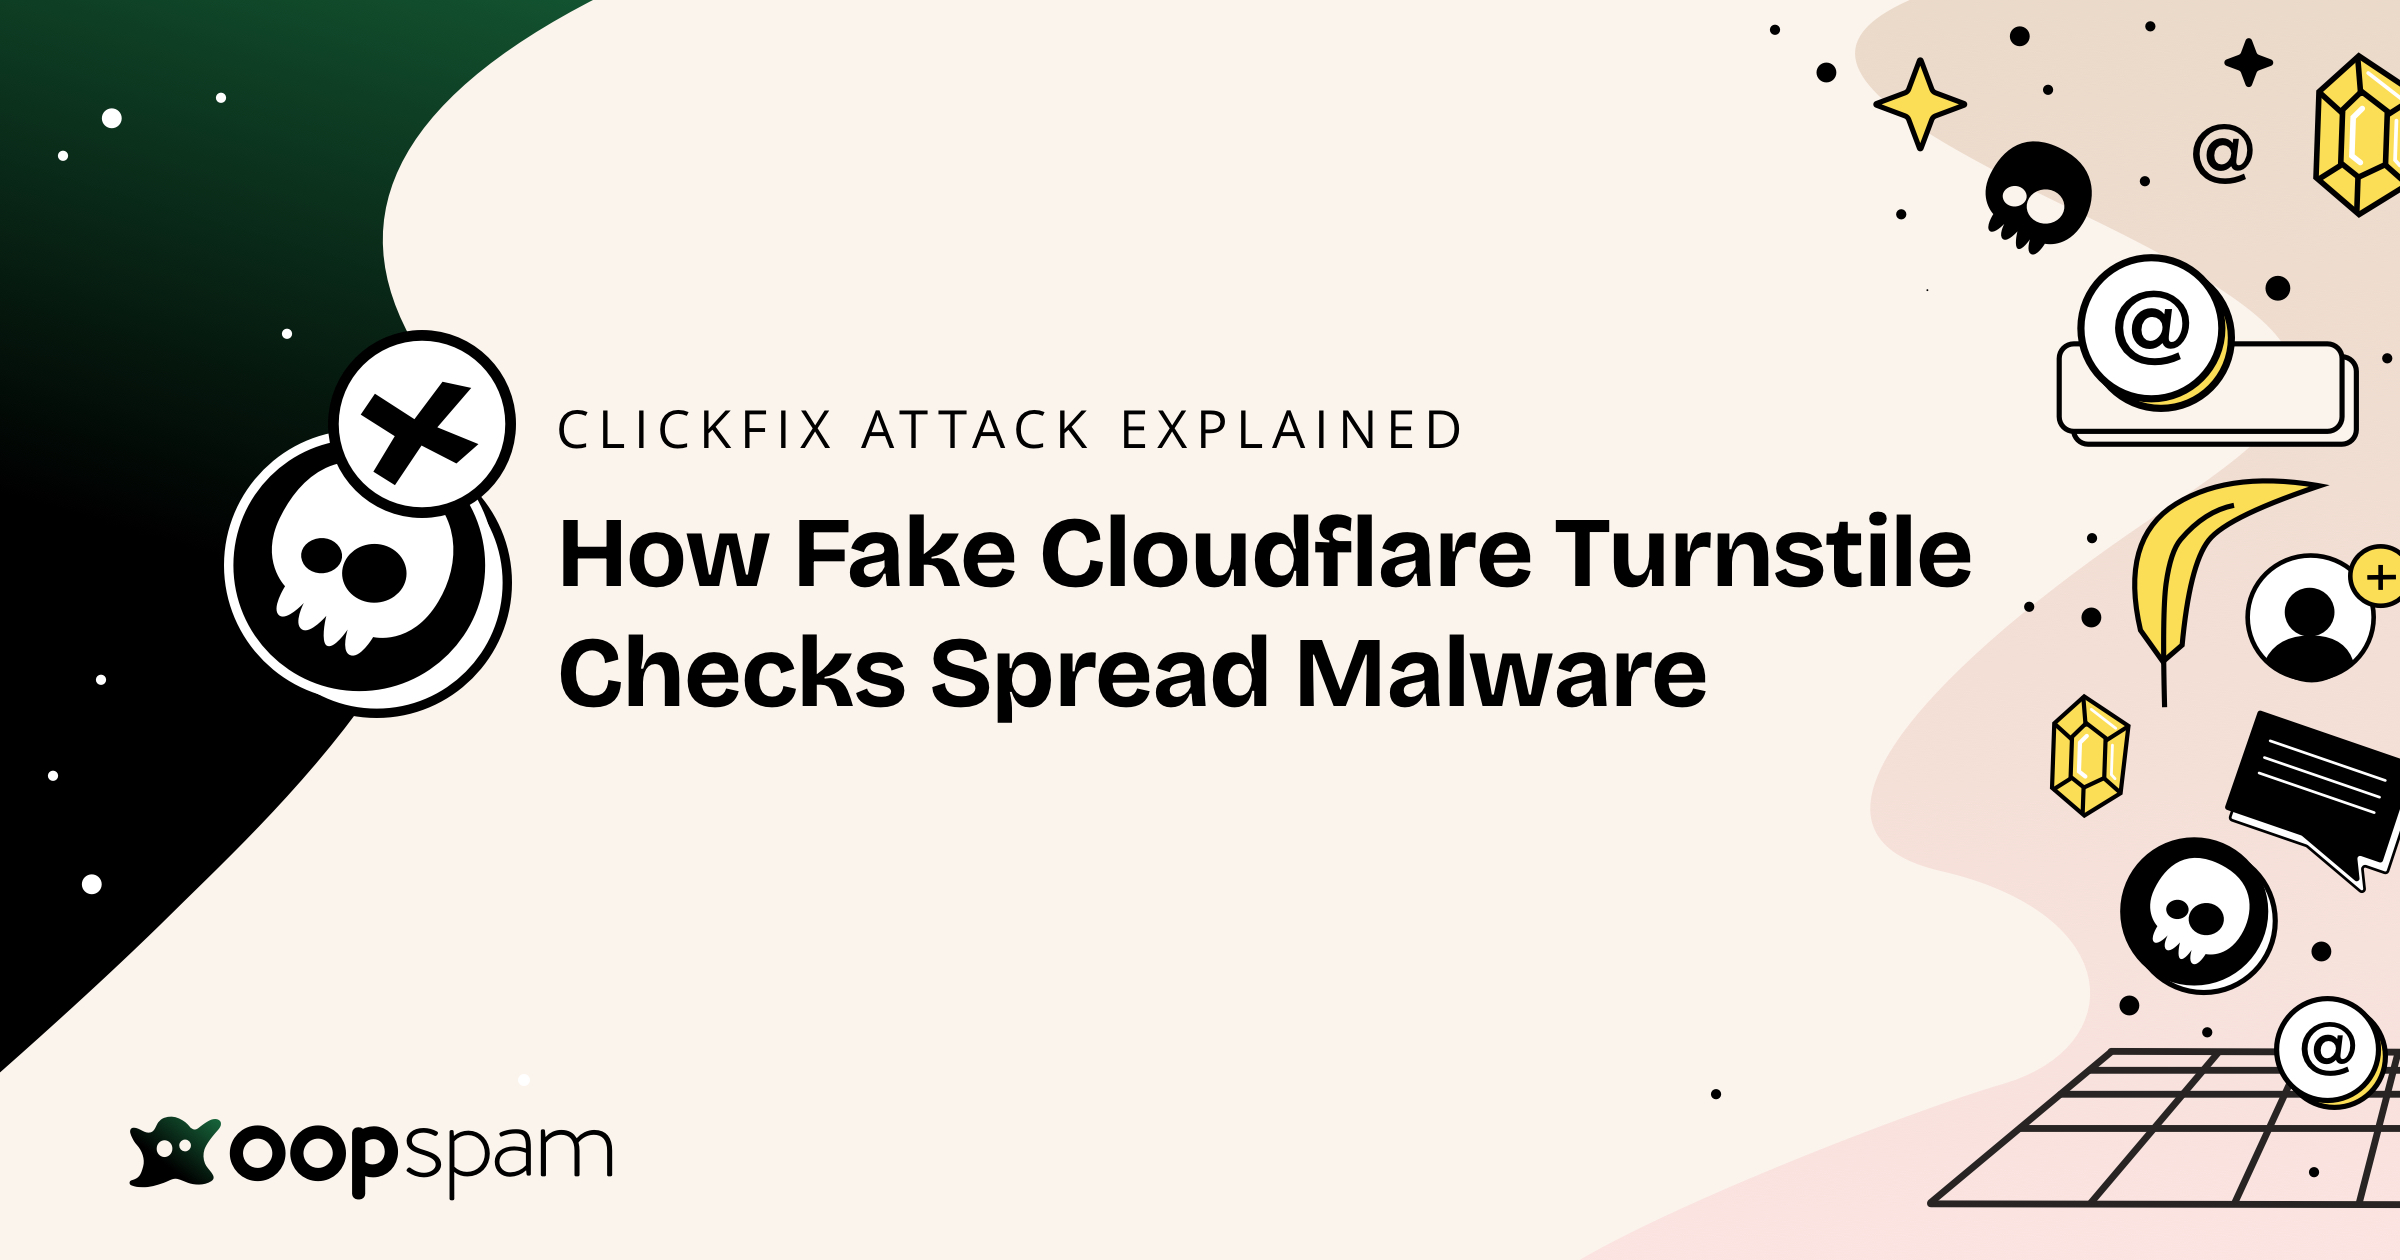 CLICKFIX ATTACK EXPLAINED
How Fake Cloudflare Turnstile
Checks Spread Malware
@
@
@
oopspam